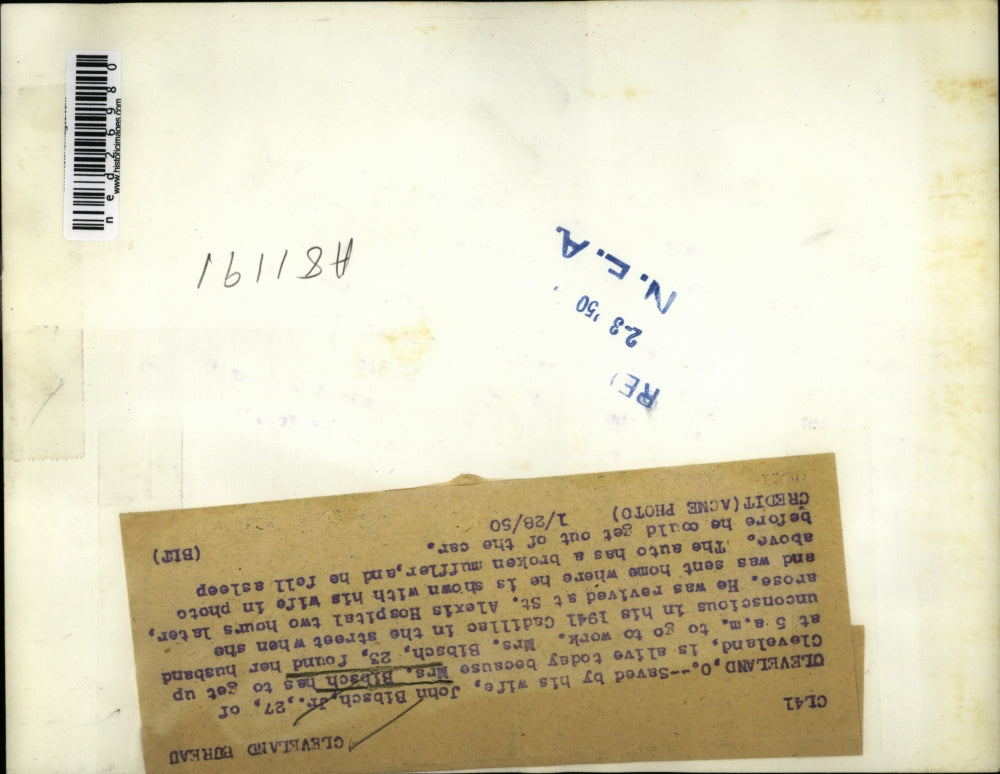 ned26980
www.historicimages.com
A81191
N.E.A
2-3 '50
CL41
CLEVELAND BUREAU
CLEVELAND, O.--Saved by his wife, John Bibsch,Jr.,27, of
Cleveland, is alive today because Mrs. Bibsch has to get up
at 5 a.m. to go to work. Mrs. Bibsch, 23, found her husband
unconscious in his 1941 Cadillac in the street when she
arose. He was revived at St. Alexis Hospital two hours later,
and was sent home where he is shown with his wife in photo
above. The auto has a broken muffler,and he fell asleep
before he could get out of the car.
CREDIT(ACME PHOTO) 1/28/50 (BIT)